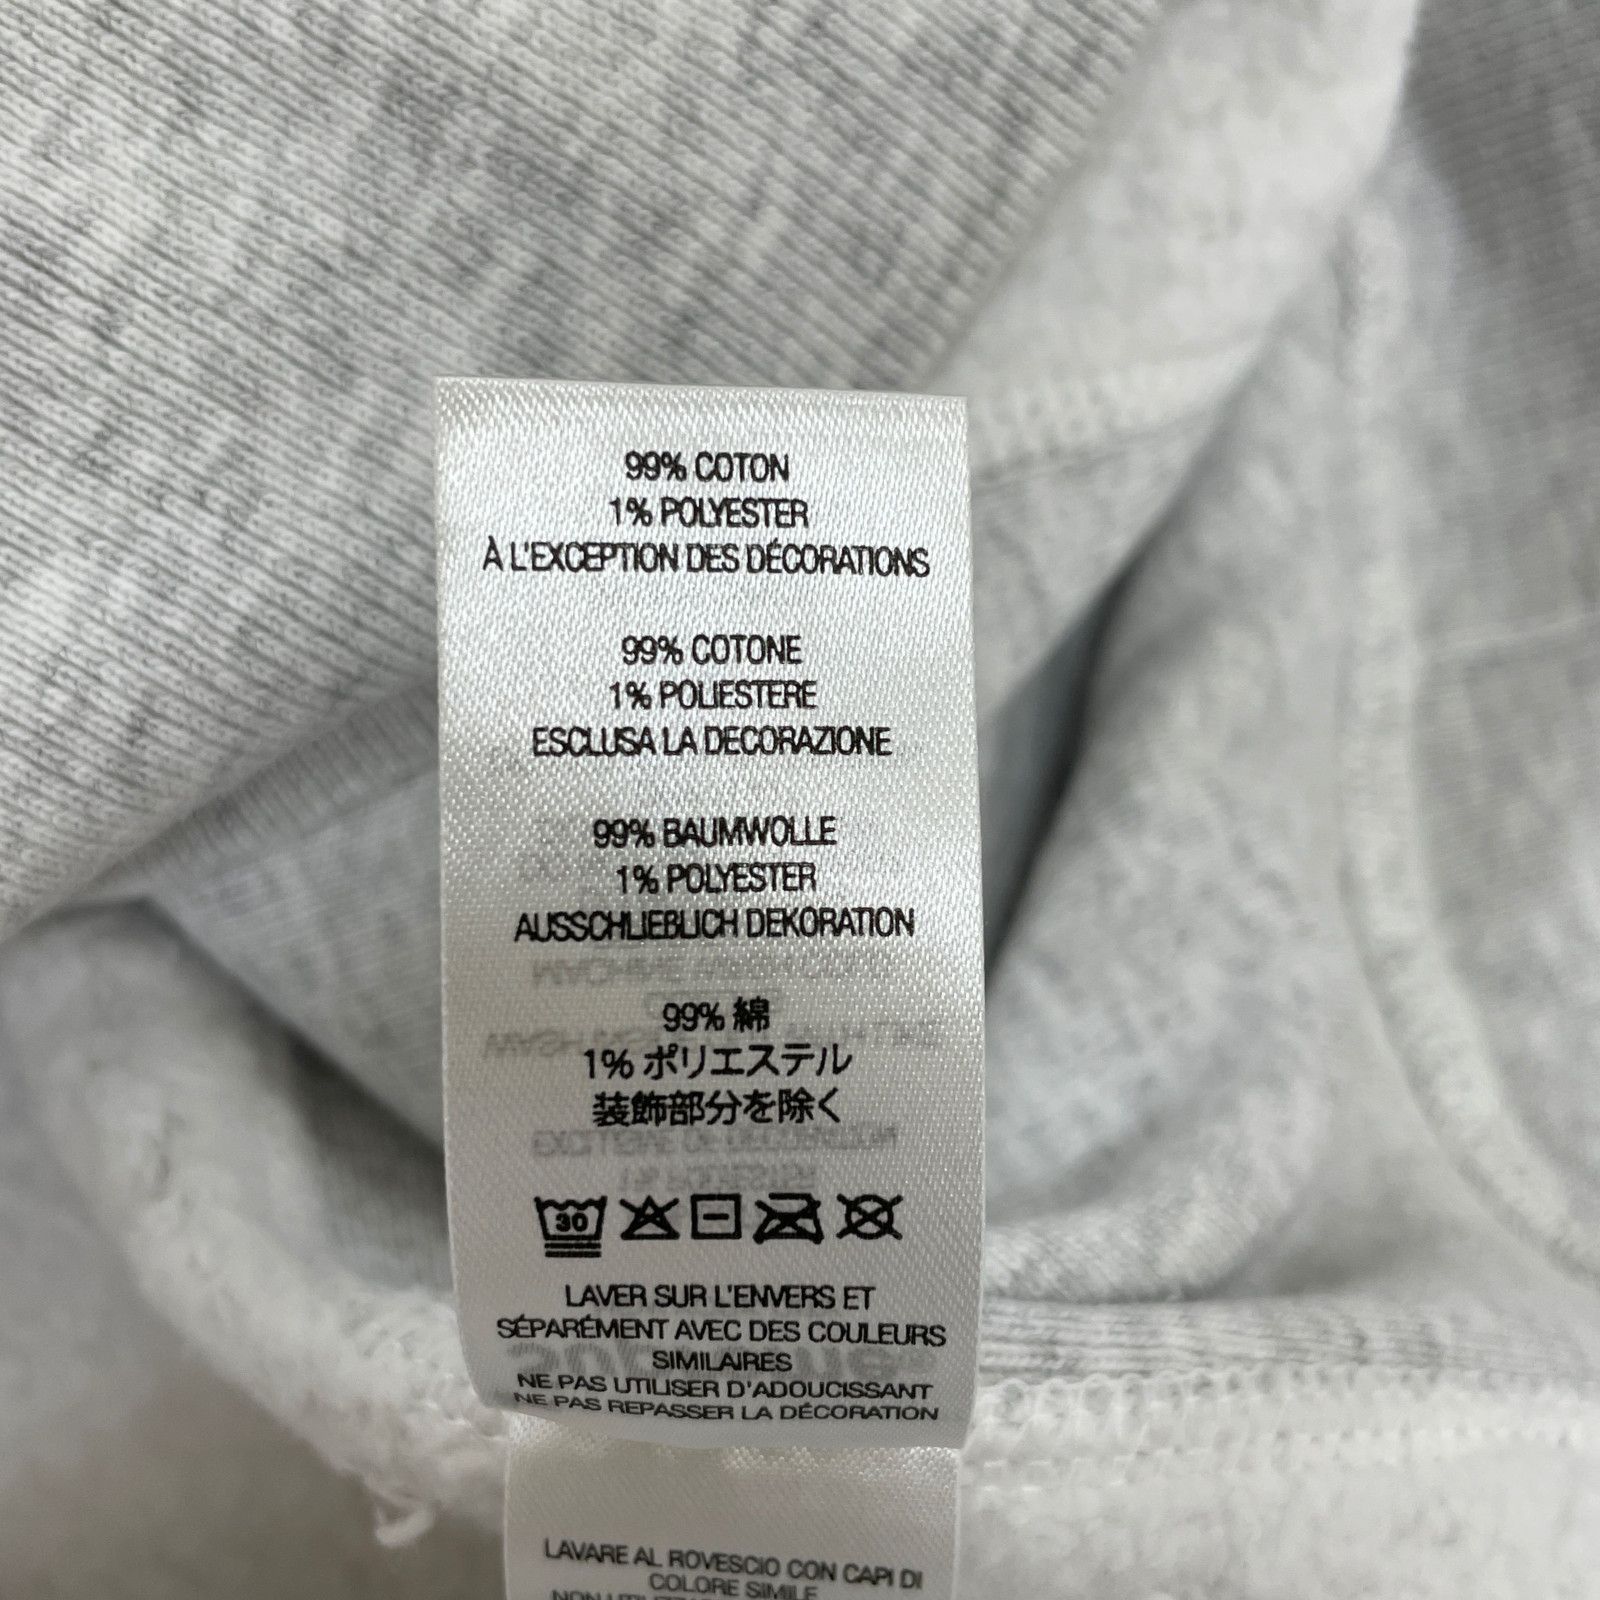 99% COTON
1% POLYESTER
À L'EXCEPTION DES DÉCORATIONS
99% COTONE
1% POLIESTERE
ESCLUSA LA DECORAZIONE
99% BAUMWOLLE
1% POLYESTER
AUSSCHLIEBLICH DEKORATION
99% 綿
1% ポリエステル
装飾部分を除く
30
LAVER SUR L'ENVERS ET
SÉPARÉMENT AVEC DES COULEURS
SIMILAIRES
NE PAS UTILISER D'ADOUCISSANT
NE PAS REPASSER LA DÉCORATION
LAVARE AL ROVESCIO CON CAPI DI
COLORE SIMILE